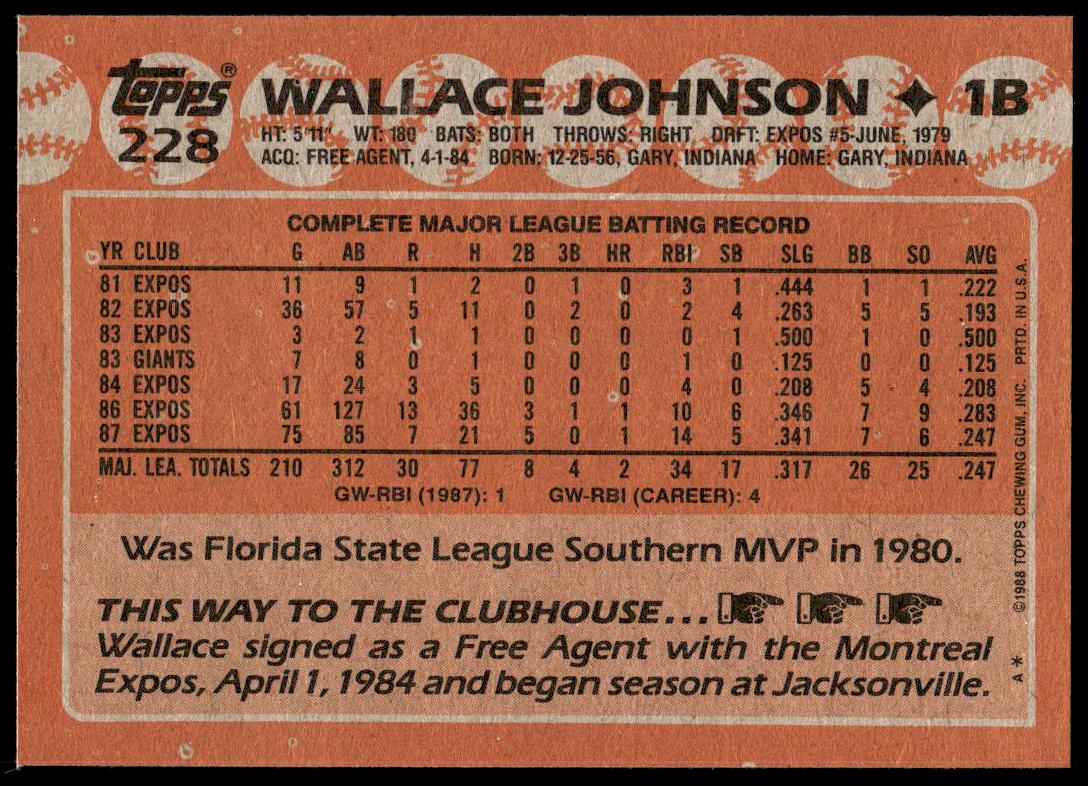 topps® WALLACE JOHNSON ✦ 1B
228 HT: 5'11" WT: 180 BATS: BOTH THROWS: RIGHT DRFT: EXPOS #5-JUNE, 1979
ACQ: FREE AGENT, 4-1-84 BORN: 12-25-56, GARY, INDIANA HOME: GARY, INDIANA
COMPLETE MAJOR LEAGUE BATTING RECORD
YR CLUB G AB R H 2B 3B HR RBI SB SLG BB SO AVG
81 EXPOS 11 9 1 2 0 1 0 3 1 .444 1 1 .222
82 EXPOS 36 57 5 11 0 2 0 2 4 .263 5 5 .193
83 EXPOS 3 2 1 1 0 0 0 0 1 .500 1 0 .500
83 GIANTS 7 8 0 1 0 0 0 1 0 .125 0 0 .125
84 EXPOS 17 24 3 5 0 0 0 4 0 .208 5 4 .208
86 EXPOS 61 127 13 36 3 1 1 10 6 .346 7 9 .283
87 EXPOS 75 85 7 21 5 0 1 14 5 .341 7 6 .247
MAJ. LEA. TOTALS 210 312 30 77 8 4 2 34 17 .317 26 25 .247
GW-RBI (1987): 1 GW-RBI (CAREER): 4
Was Florida State League Southern MVP in 1980.
THIS WAY TO THE CLUBHOUSE...
Wallace signed as a Free Agent with the Montreal
Expos, April 1, 1984 and began season at Jacksonville.
A* ©1988 TOPPS CHEWING GUM, INC. PRTD. IN U.S.A.